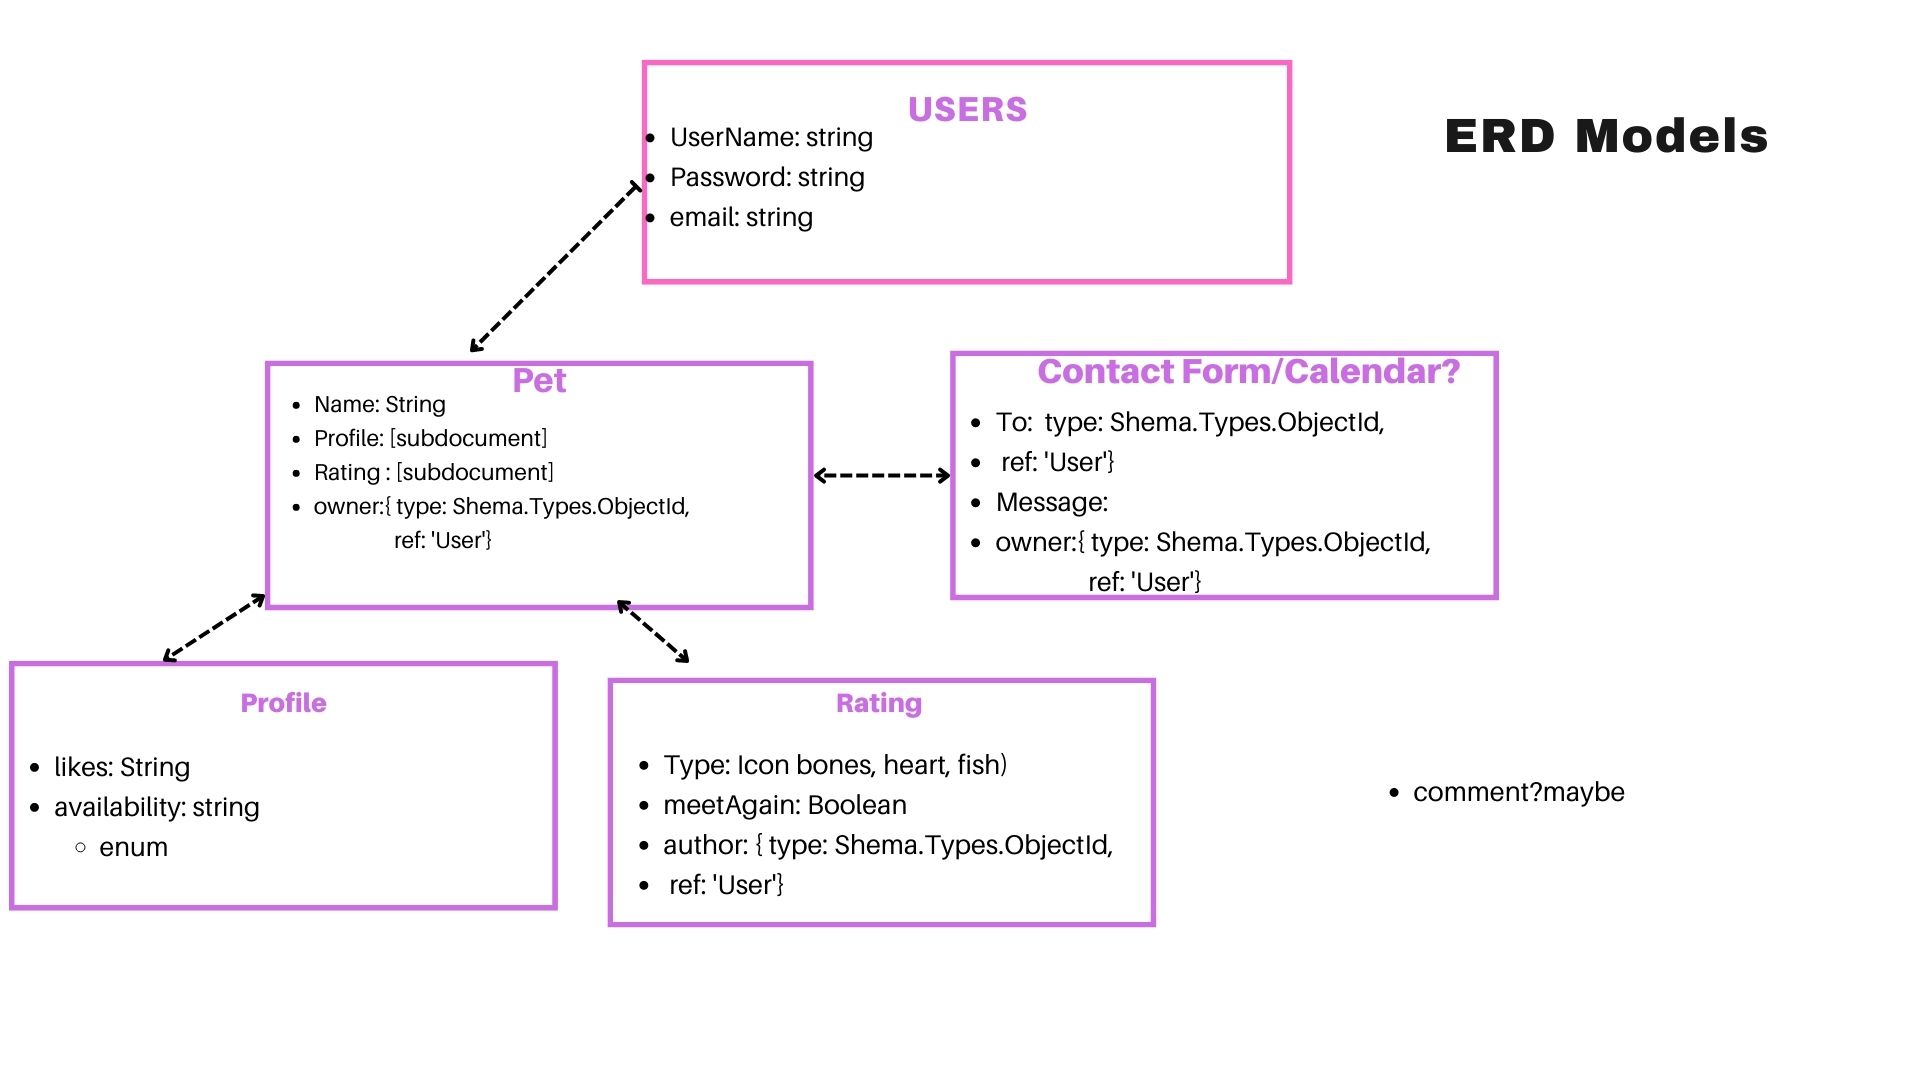 ERD Models
USERS
• UserName: string
• Password: string
• email: string
Pet
• Name: String
• Profile: [subdocument]
• Rating : [subdocument]
• owner:{ type: Shema.Types.ObjectId,
ref: 'User'}
Contact Form/Calendar?
• To:  type: Shema.Types.ObjectId,
• ref: 'User'}
• Message:
• owner:{ type: Shema.Types.ObjectId,
ref: 'User'}
Profile
• likes: String
• availability: string
○ enum
Rating
• Type: Icon bones, heart, fish)
• meetAgain: Boolean
• author: { type: Shema.Types.ObjectId,
• ref: 'User'}
• comment?maybe